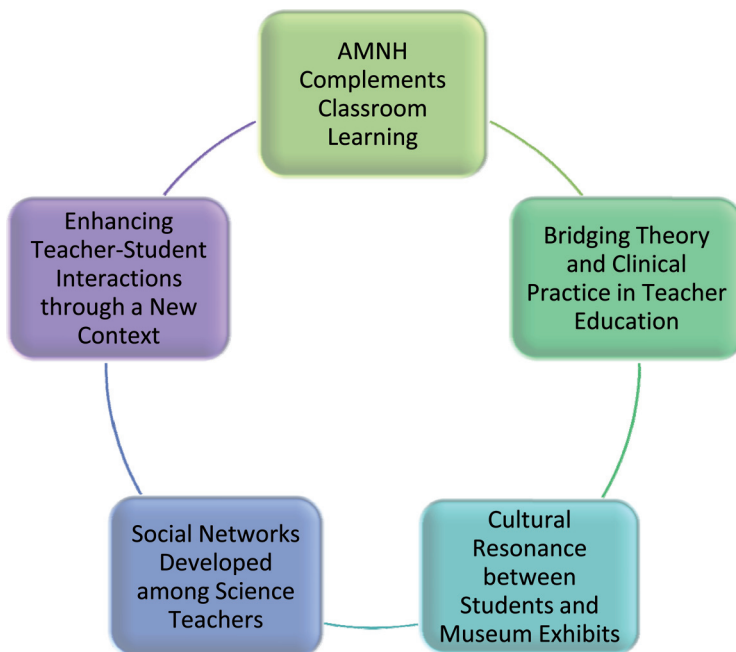 AMNH
Complements
Classroom
Learning
Bridging Theory
and Clinical
Practice in Teacher
Education
Cultural
Resonance
between
Students and
Museum Exhibits
Social Networks
Developed
among Science
Teachers
Enhancing
Teacher-Student
Interactions
through a New
Context